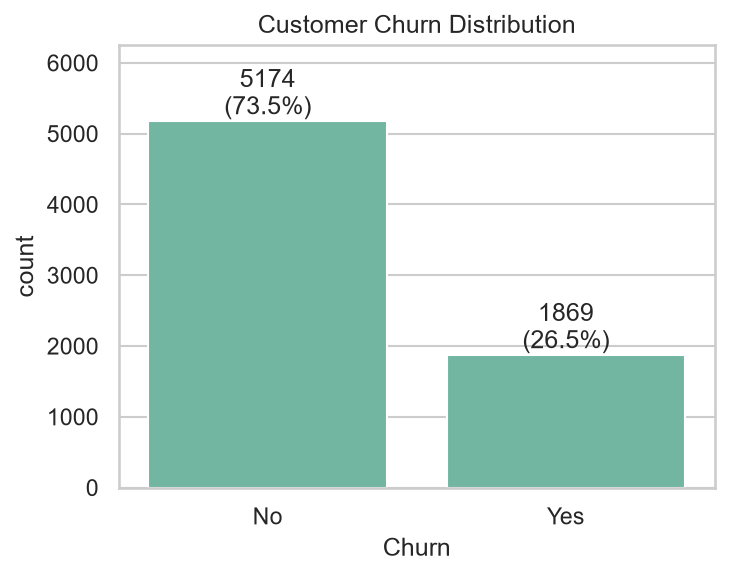 Customer Churn Distribution
6000
5000
4000
3000
2000
1000
0
count
5174
(73.5%)
1869
(26.5%)
No
Yes
Churn